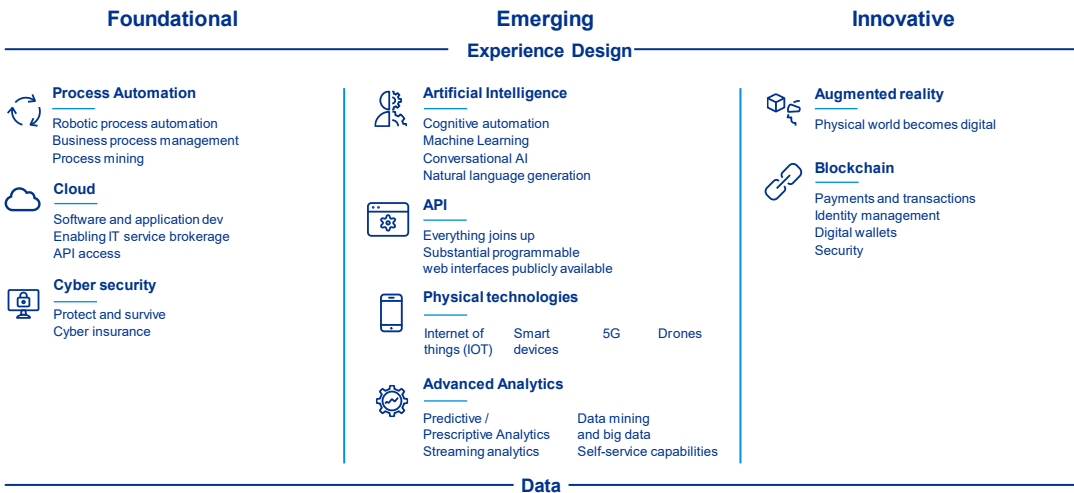 Foundational
Emerging
Innovative
Experience Design
Process Automation
Robotic process automation
Business process management
Process mining
Cloud
Software and application dev
Enabling IT service brokerage
API access
Cyber security
Protect and survive
Cyber insurance
Artificial Intelligence
Cognitive automation
Machine Learning
Conversational AI
Natural language generation
API
Everything joins up
Substantial programmable
web interfaces publicly available
Physical technologies
Internet of
things (IOT)
Smart
devices
5G
Drones
Advanced Analytics
Predictive /
Prescriptive Analytics
Streaming analytics
Data mining
and big data
Self-service capabilities
Augmented reality
Physical world becomes digital
Blockchain
Payments and transactions
Identity management
Digital wallets
Security
Data